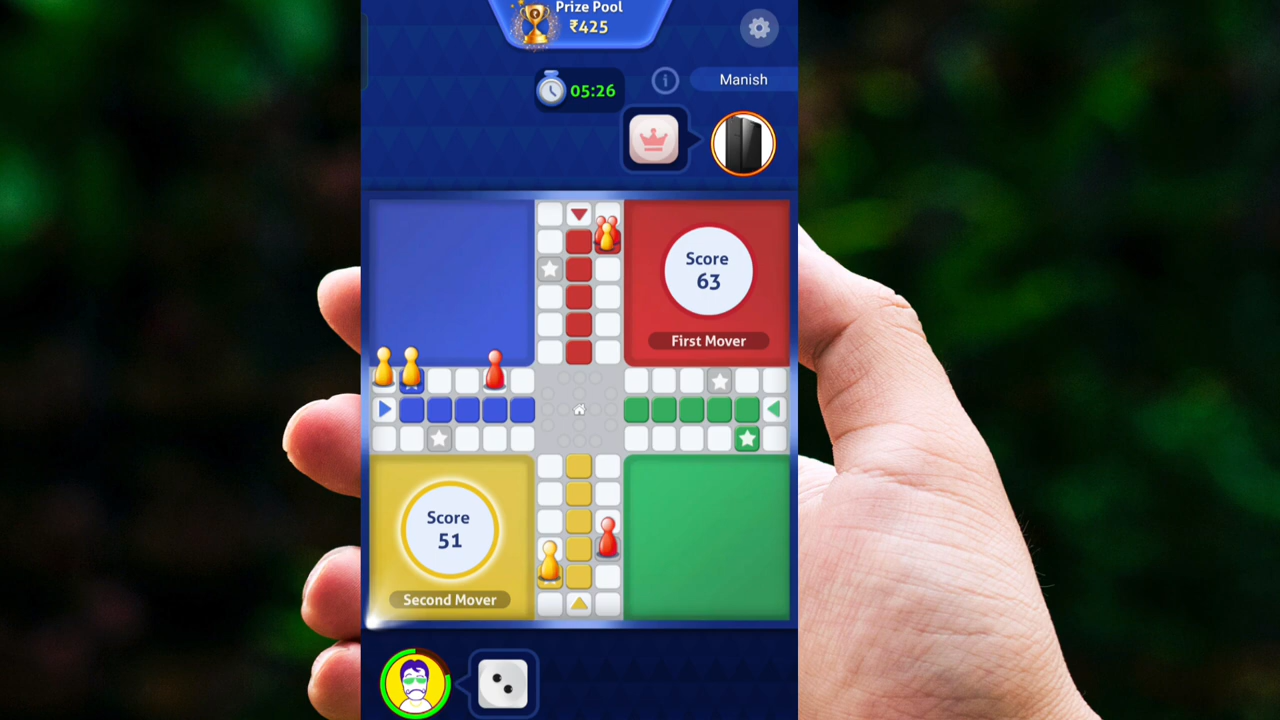 Prize Pool
₹425
05:26
i
Manish
Score
63
First Mover
Score
51
Second Mover